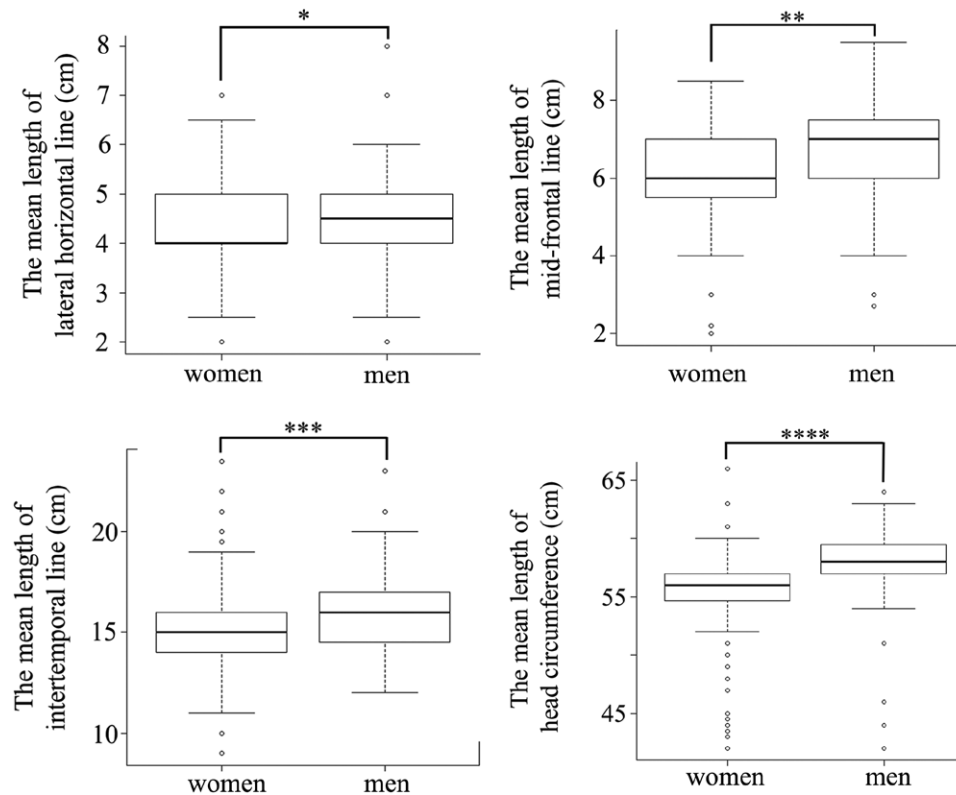 *
The mean length of
lateral horizontal line (cm)
8
7
6
5
4
3
2
women men
**
The mean length of
mid-frontal line (cm)
8
6
4
2
women men
***
The mean length of
intertemporal line (cm)
20
15
10
women men
****
The mean length of
head circumference (cm)
65
55
45
women men